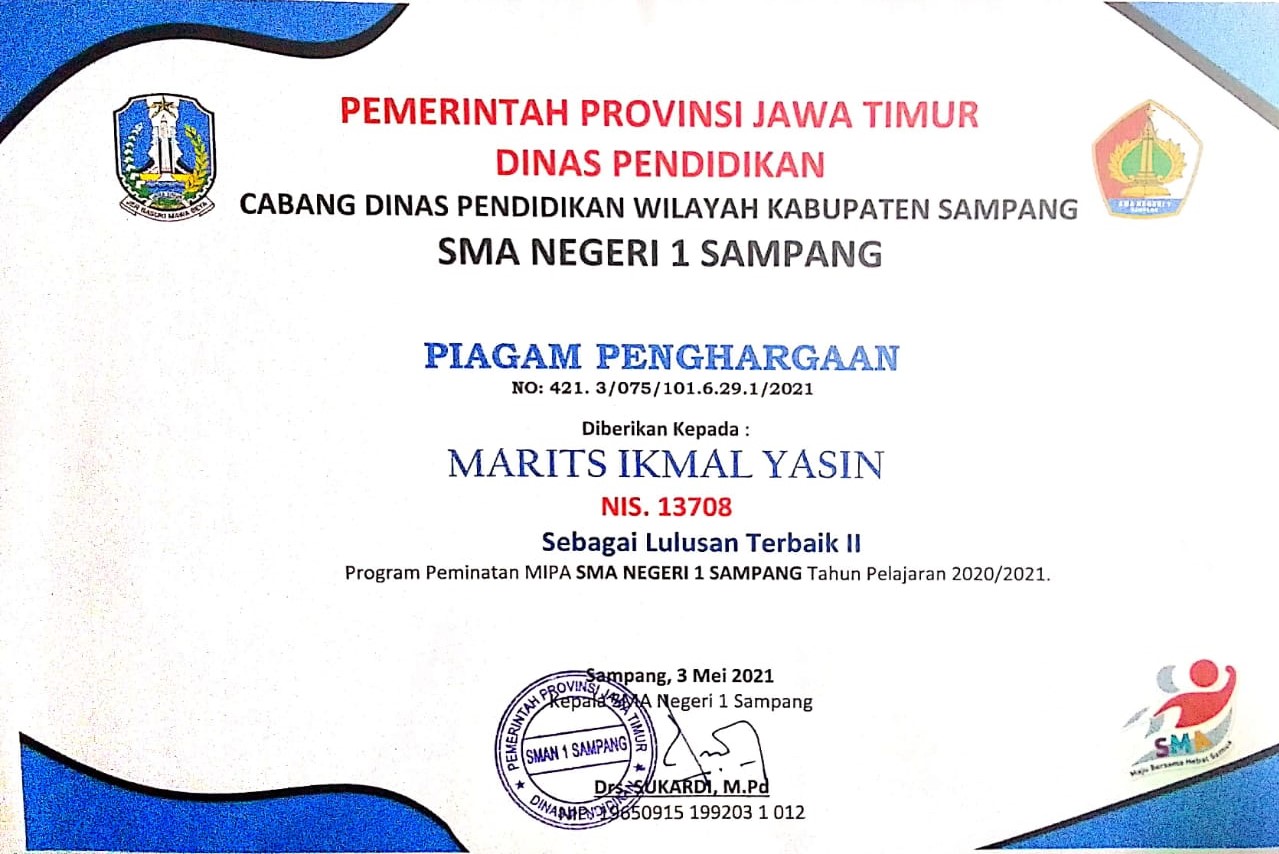 PEMERINTAH PROVINSI JAWA TIMUR
DINAS PENDIDIKAN
CABANG DINAS PENDIDIKAN WILAYAH KABUPATEN SAMPANG
SMA NEGERI 1 SAMPANG
JER BASUKI MAWA BEYA
SMA NEGERI 1
SAMPANG
PIAGAM PENGHARGAAN
NO: 421. 3/075/101.6.29.1/2021
Diberikan Kepada :
MARITS IKMAL YASIN
NIS. 13708
Sebagai Lulusan Terbaik II
Program Peminatan MIPA SMA NEGERI 1 SAMPANG Tahun Pelajaran 2020/2021.
Sampang, 3 Mei 2021
Kepala SMA Negeri 1 Sampang
PEMERINTAH PROVINSI JAWA TIMUR
SMAN 1 SAMPANG
DINAS PENDIDIKAN
Drs. SUKARDI, M.Pd
NIP. 19650915 199203 1 012
SMA
Maju Bersama Hebat Semua